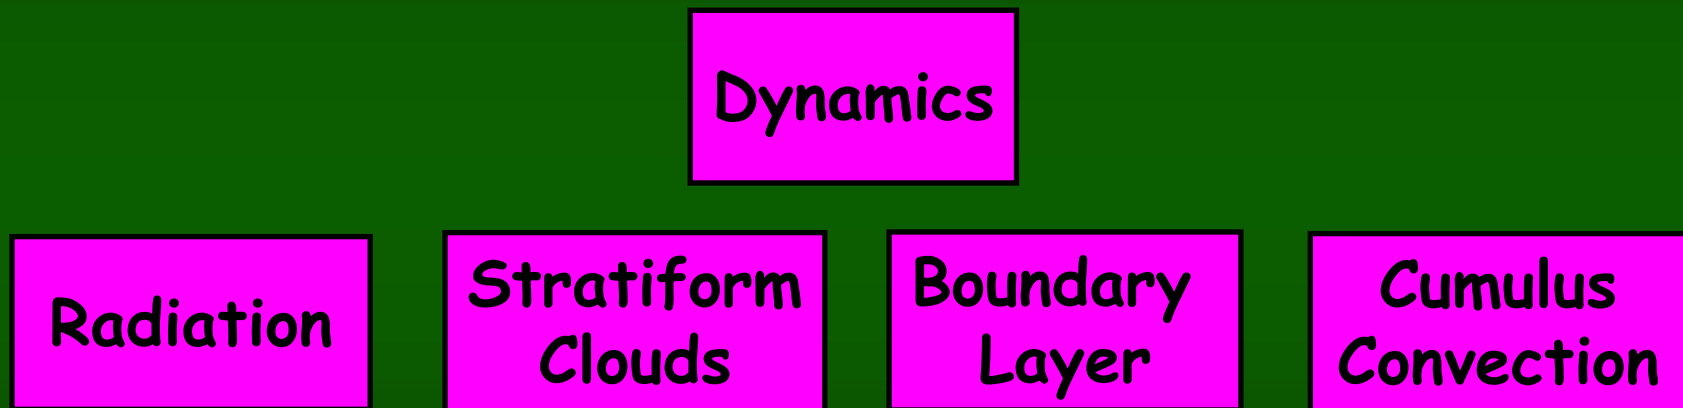 Dynamics
Radiation
Stratiform
Clouds
Boundary
Layer
Cumulus
Convection